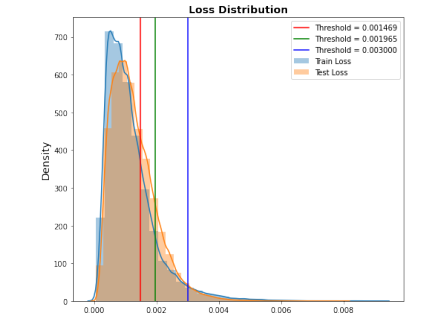 Loss Distribution
Threshold = 0.001469
Threshold = 0.001965
Threshold = 0.003000
Train Loss
Test Loss
Density
700
600
500
400
300
200
100
0
0.000 0.002 0.004 0.006 0.008